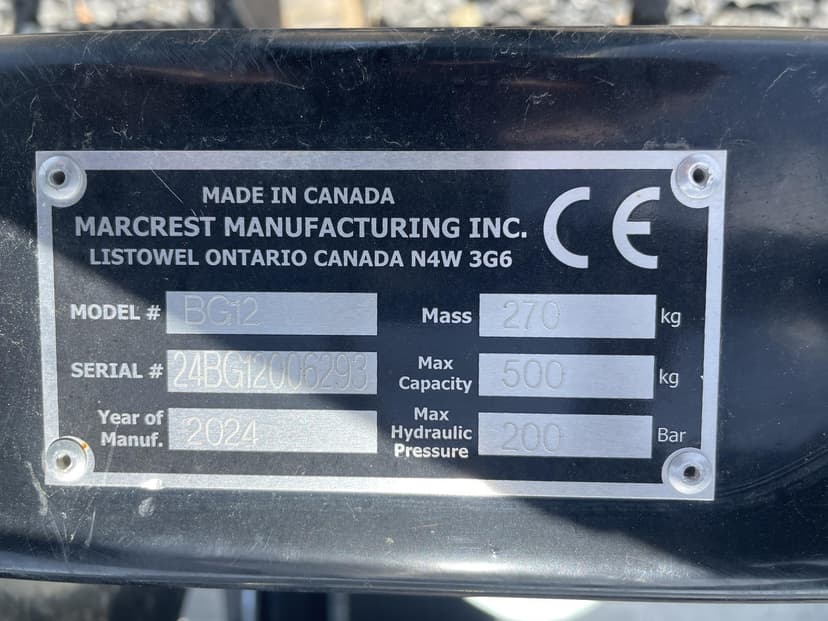 MADE IN CANADA
MARCREST MANUFACTURING INC.
LISTOWEL ONTARIO CANADA N4W 3G6
CE
MODEL # BG12
SERIAL # 24BG12006293
Year of
Manuf. 2024
Mass 270 kg
Max
Capacity 500 kg
Max
Hydraulic
Pressure 200 Bar